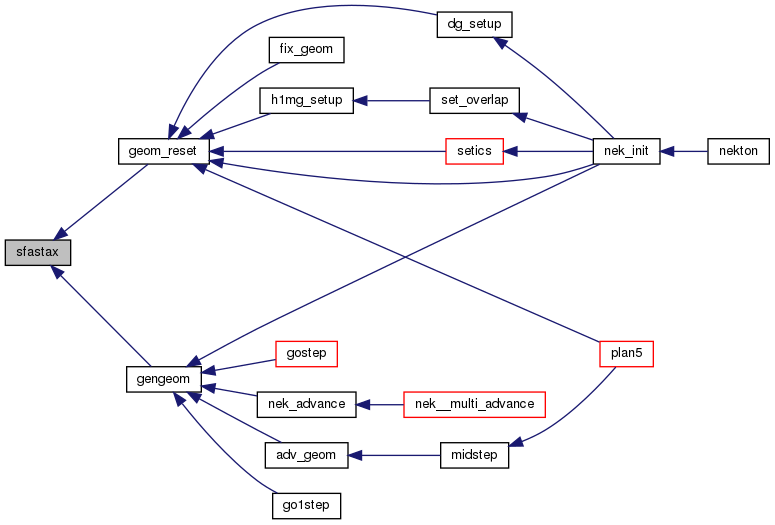 dg_setup
fix_geom
h1mg_setup
set_overlap
geom_reset
setics
nek_init
nekton
sfastax
gostep
plan5
gengeom
nek_advance
nek__multi_advance
adv_geom
midstep
go1step